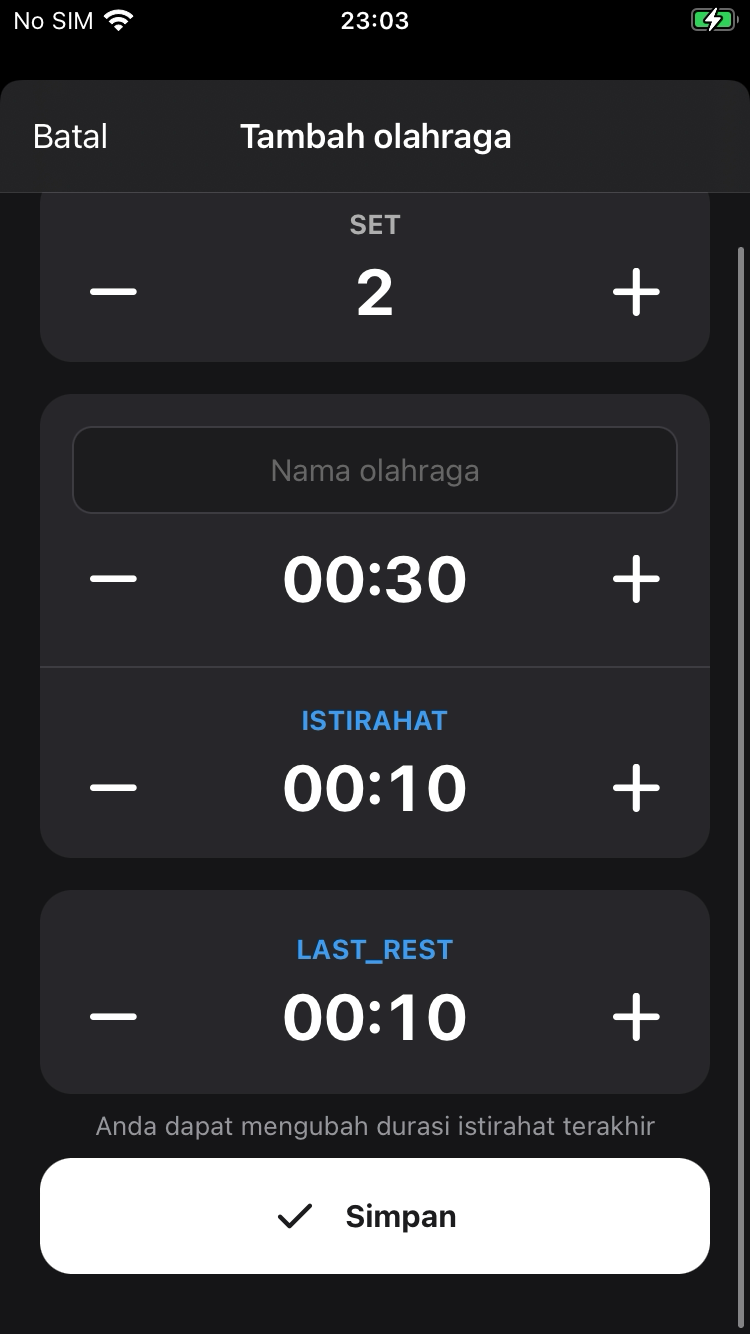 No SIM 23:03
Batal Tambah olahraga
SET
2
Nama olahraga
00:30
ISTIRAHAT
00:10
LAST_REST
00:10
Anda dapat mengubah durasi istirahat terakhir
Simpan